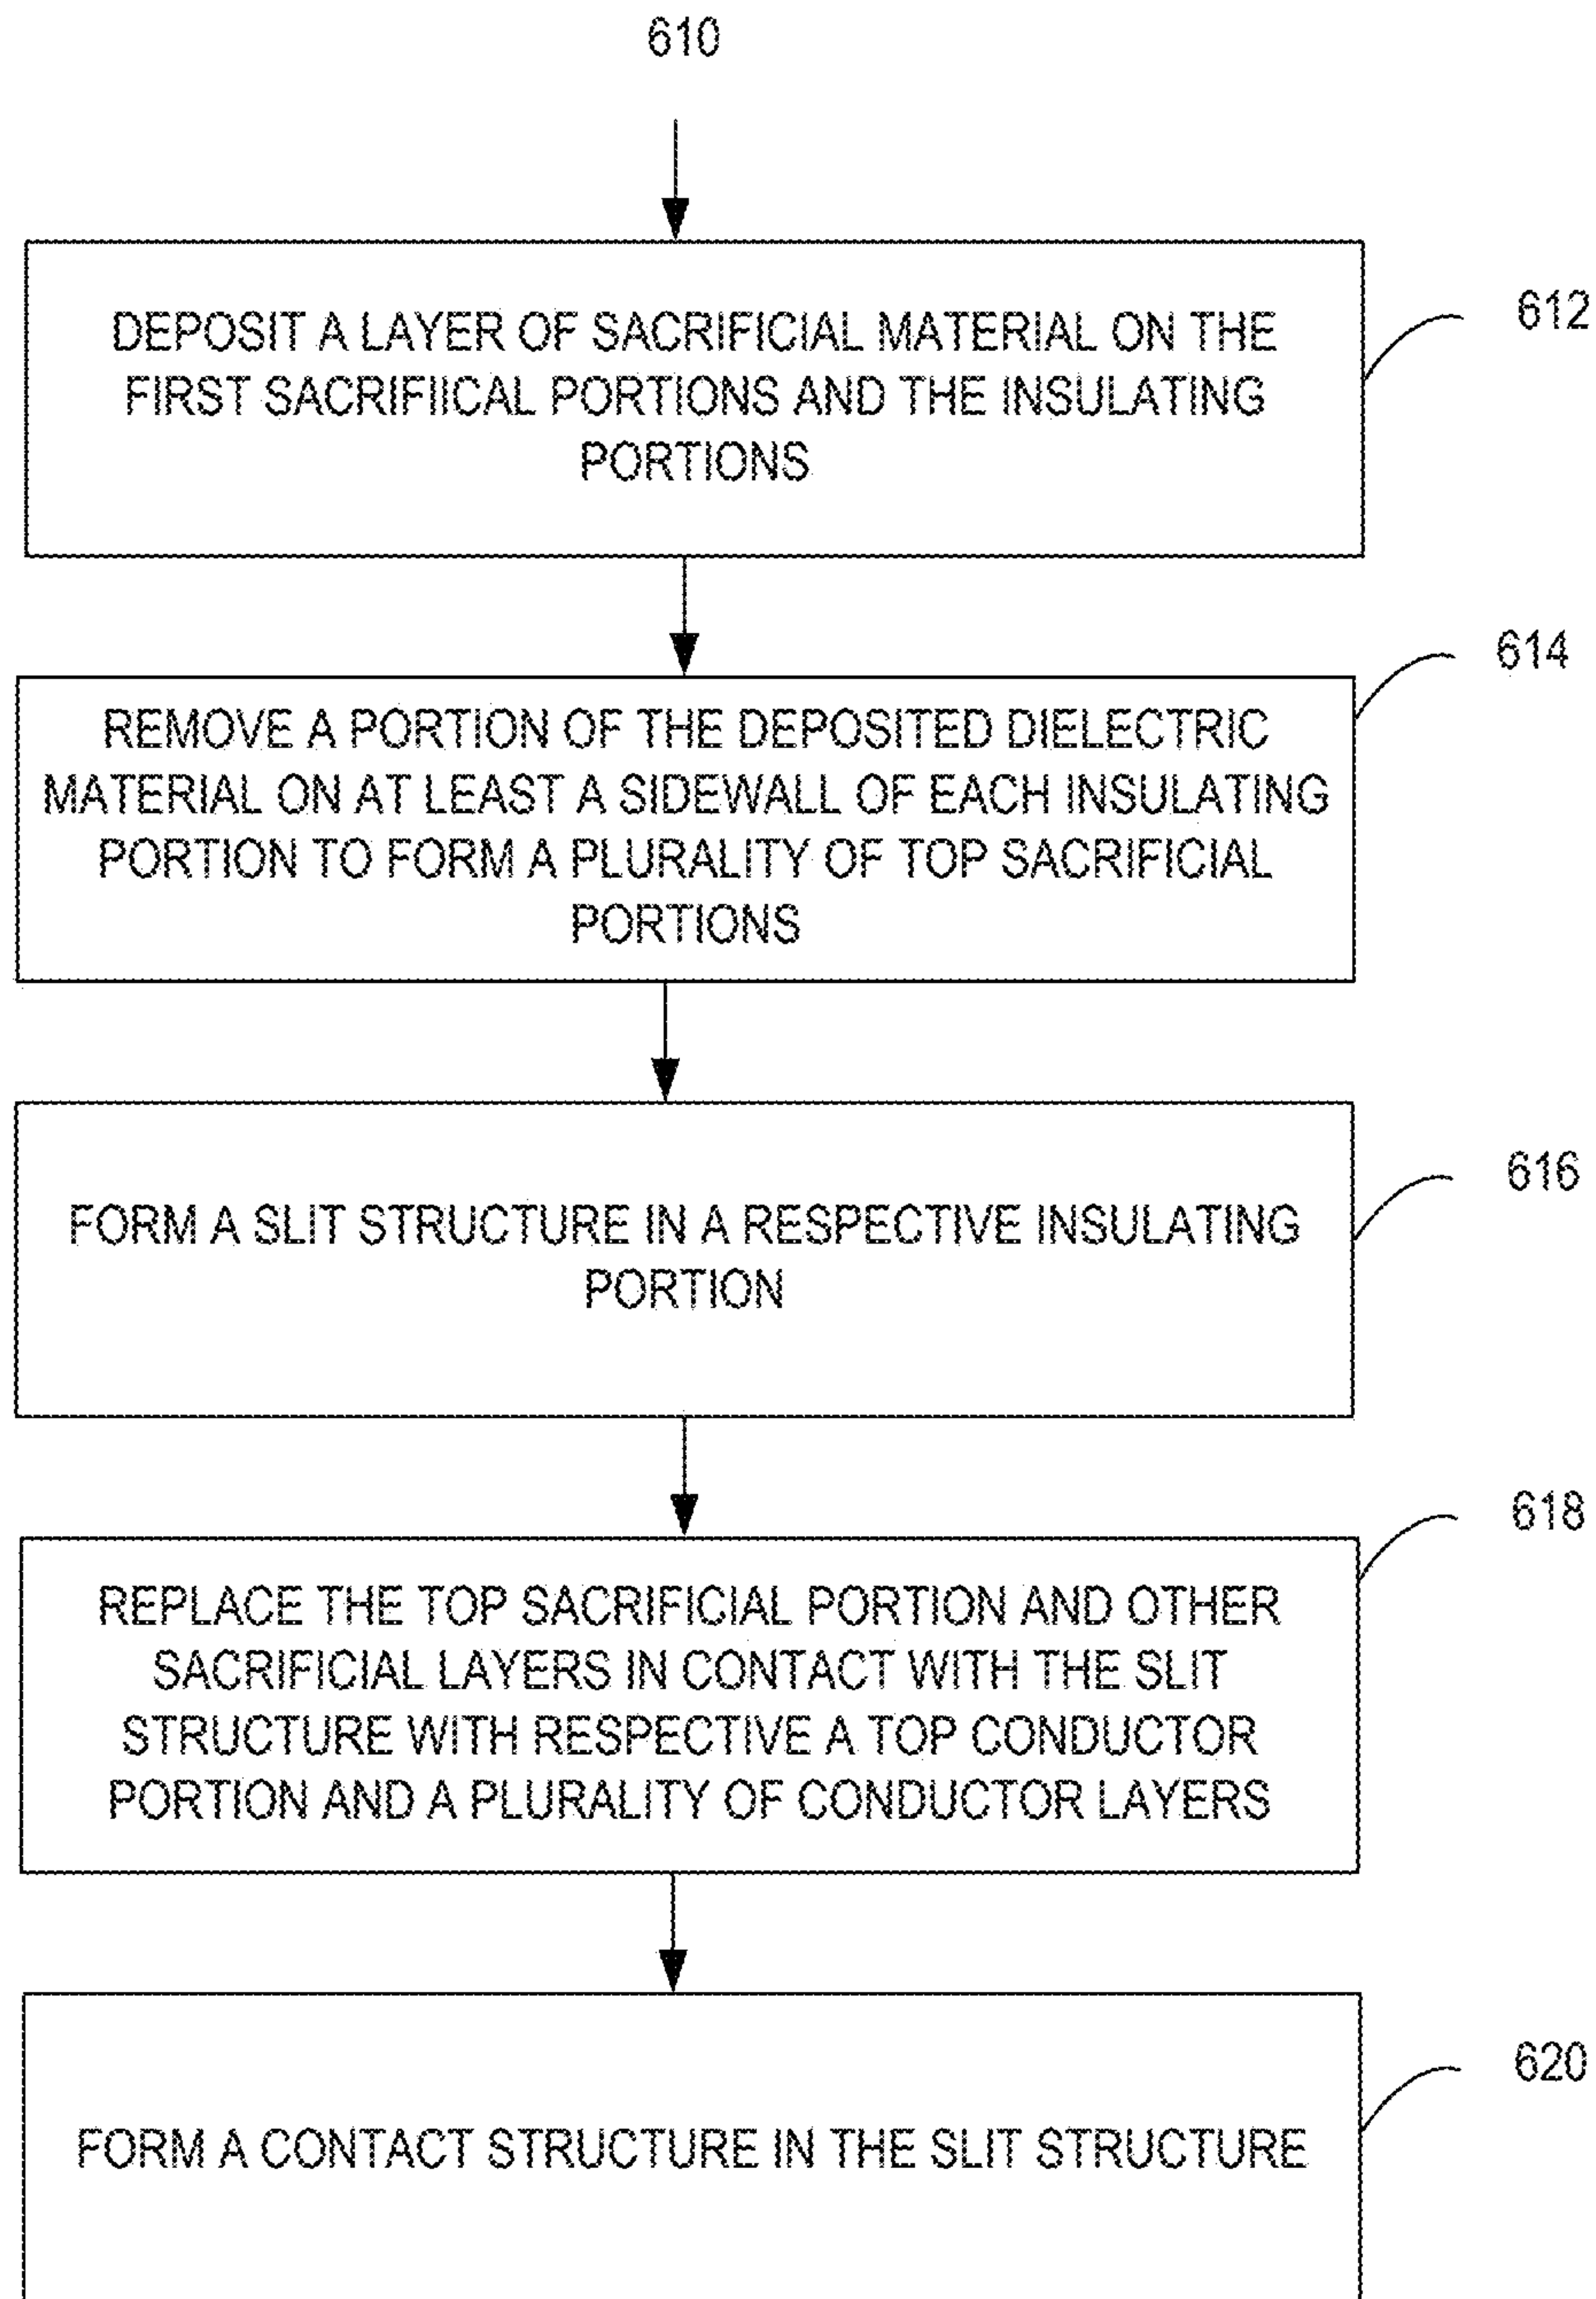 610
DEPOSIT A LAYER OF SACRIFICIAL MATERIAL ON THE
FIRST SACRIFIICAL PORTIONS AND THE INSULATING
PORTIONS
612
REMOVE A PORTION OF THE DEPOSITED DIELECTRIC
MATERIAL ON AT LEAST A SIDEWALL OF EACH INSULATING
PORTION TO FORM A PLURALITY OF TOP SACRIFICIAL
PORTIONS
614
FORM A SLIT STRUCTURE IN A RESPECTIVE INSULATING
PORTION
616
REPLACE THE TOP SACRIFICIAL PORTION AND OTHER
SACRIFICIAL LAYERS IN CONTACT WITH THE SLIT
STRUCTURE WITH RESPECTIVE A TOP CONDUCTOR
PORTION AND A PLURALITY OF CONDUCTOR LAYERS
618
FORM A CONTACT STRUCTURE IN THE SLIT STRUCTURE
620